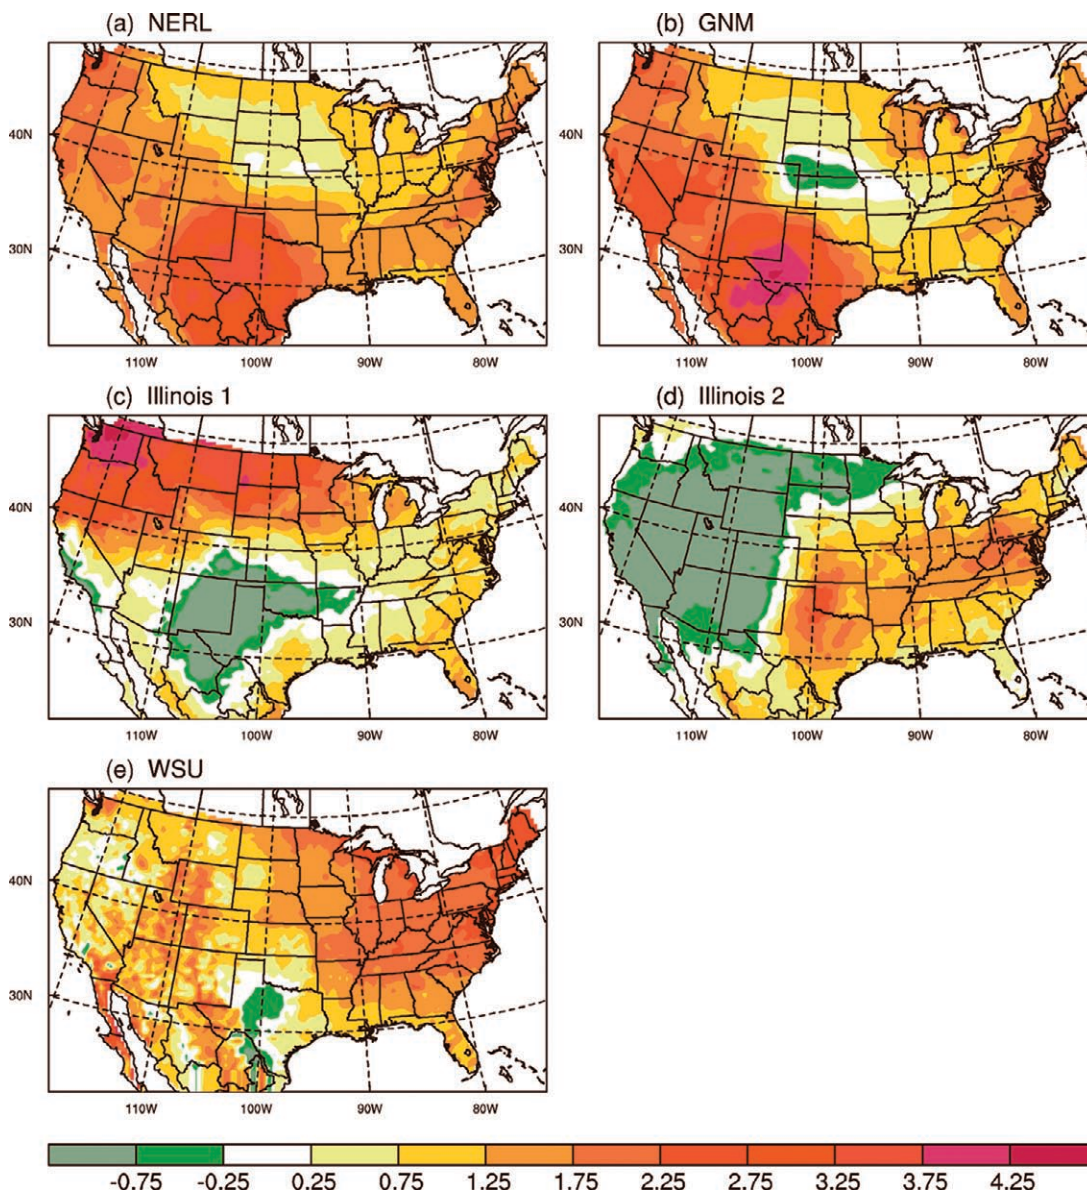 (a) NERL
(b) GNM
40N
40N
30N
30N
110W 100W 90W 80W
110W 100W 90W 80W
(c) Illinois 1
(d) Illinois 2
40N
40N
30N
30N
110W 100W 90W 80W
110W 100W 90W 80W
(e) WSU
40N
30N
110W 100W 90W 80W
-0.75 -0.25 0.25 0.75 1.25 1.75 2.25 2.75 3.25 3.75 4.25